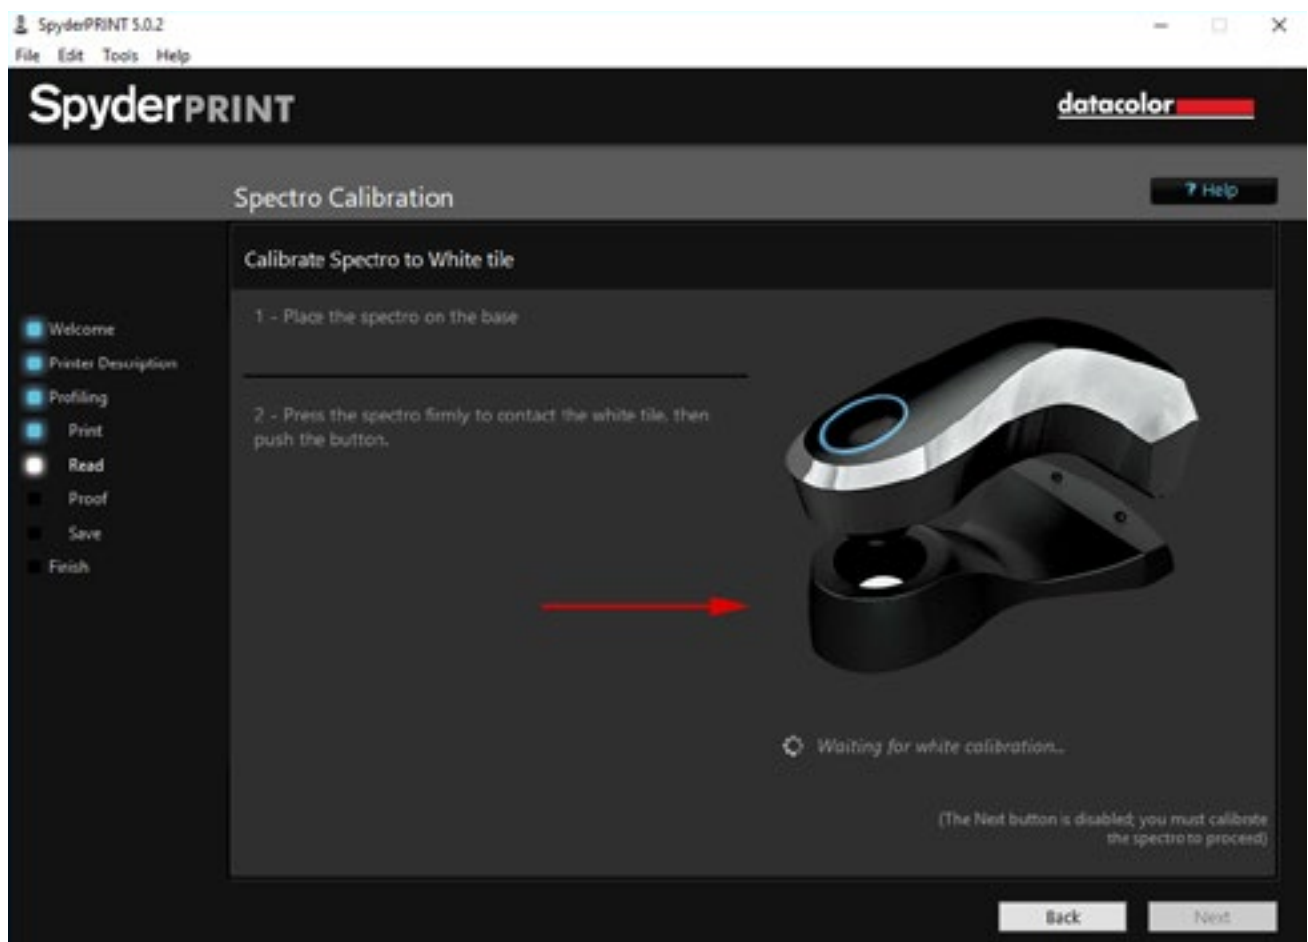 SpyderPRINT 5.0.2
File Edit Tools Help
SpyderPRINT
datacolor
Spectro Calibration
? Help
Calibrate Spectro to White tile
1 - Place the spectro on the base
2 - Press the spectro firmly to contact the white tile, then
push the button.
Welcome
Printer Description
Profiling
Print
Read
Proof
Save
Finish
Waiting for white calibration...
(The Next button is disabled; you must calibrate
the spectro to proceed)
Back
Next